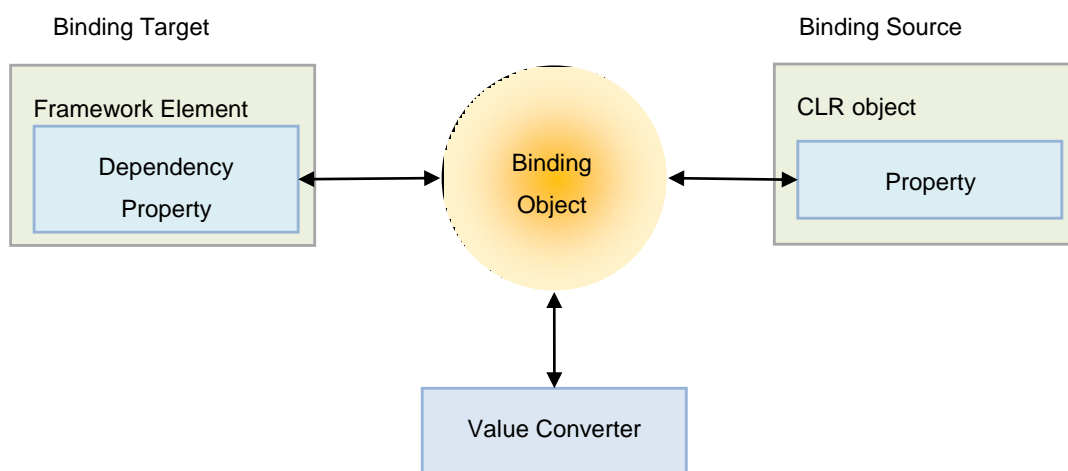 Binding Target
Binding Source
Framework Element
CLR object
Dependency
Property
Binding
Object
Property
Value Converter